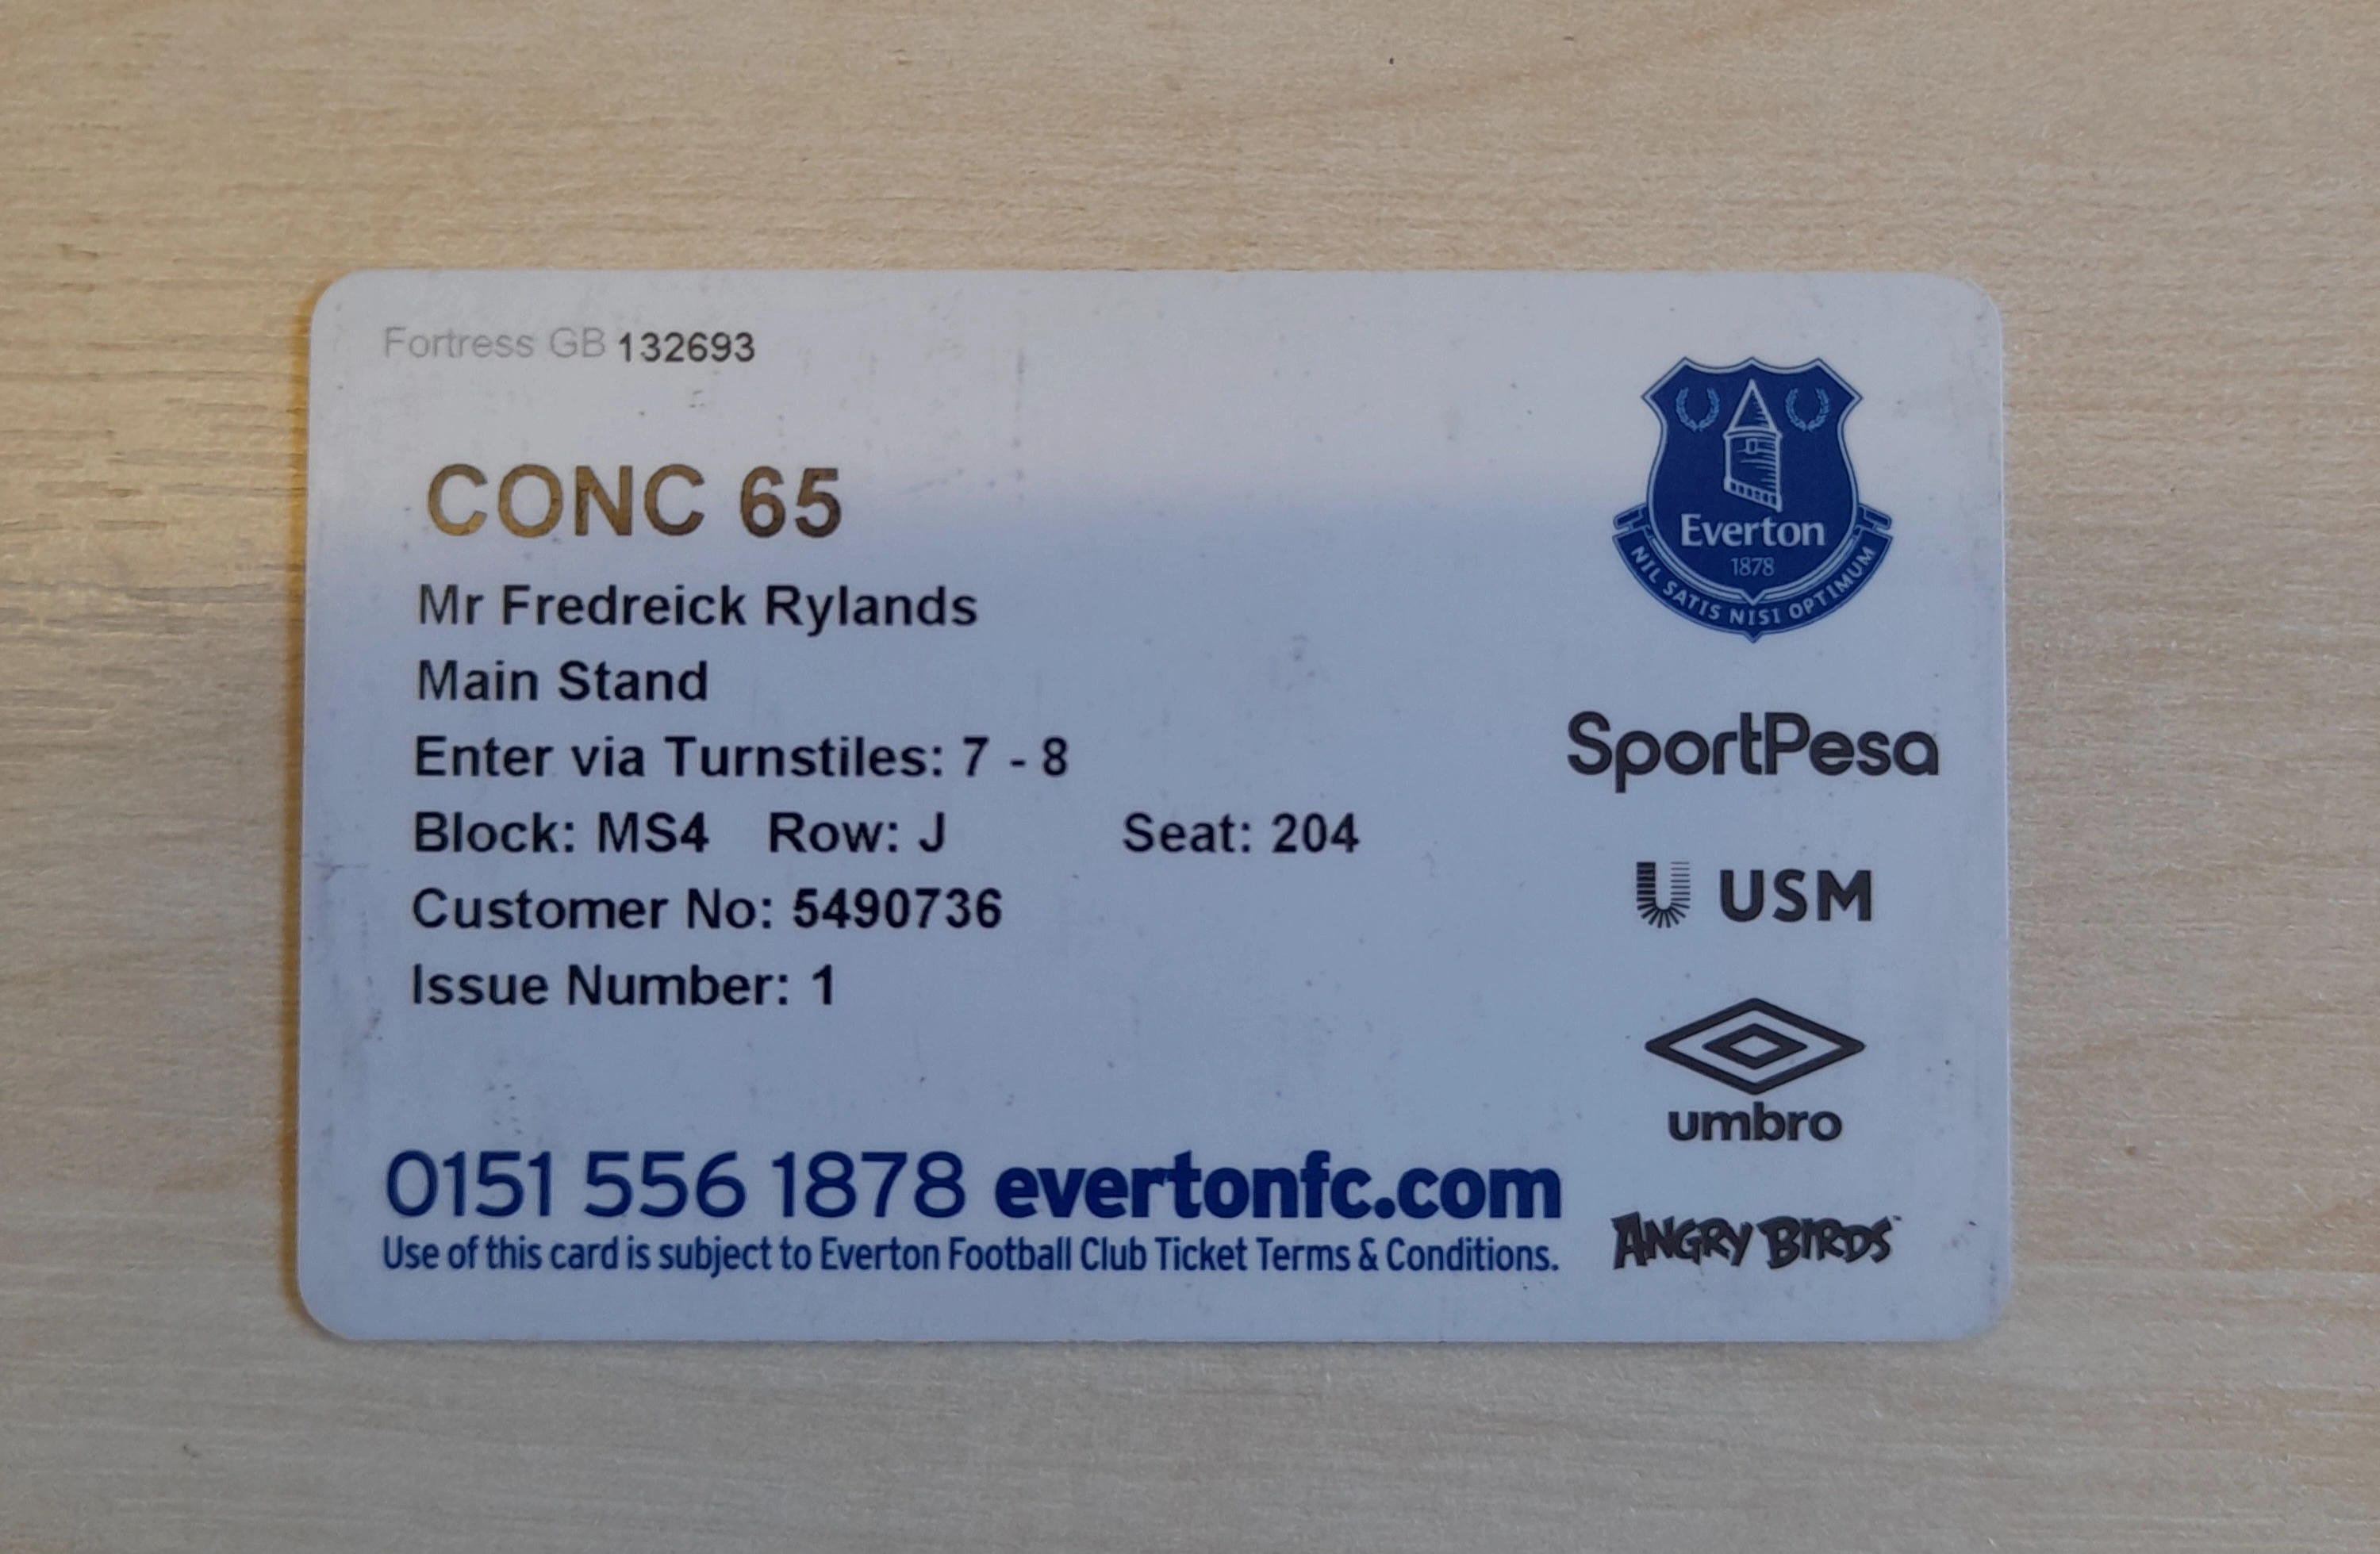 Fortress GB 132693
CONC 65
Mr Fredreick Rylands
Main Stand
Enter via Turnstiles: 7 - 8
Block: MS4 Row: J Seat: 204
Customer No: 5490736
Issue Number: 1
0151 556 1878 evertonfc.com
Use of this card is subject to Everton Football Club Ticket Terms & Conditions.
Everton
1878
NIL SATIS NISI OPTIMUM
SportPesa
U USM
umbro
ANGRY BIRDS™